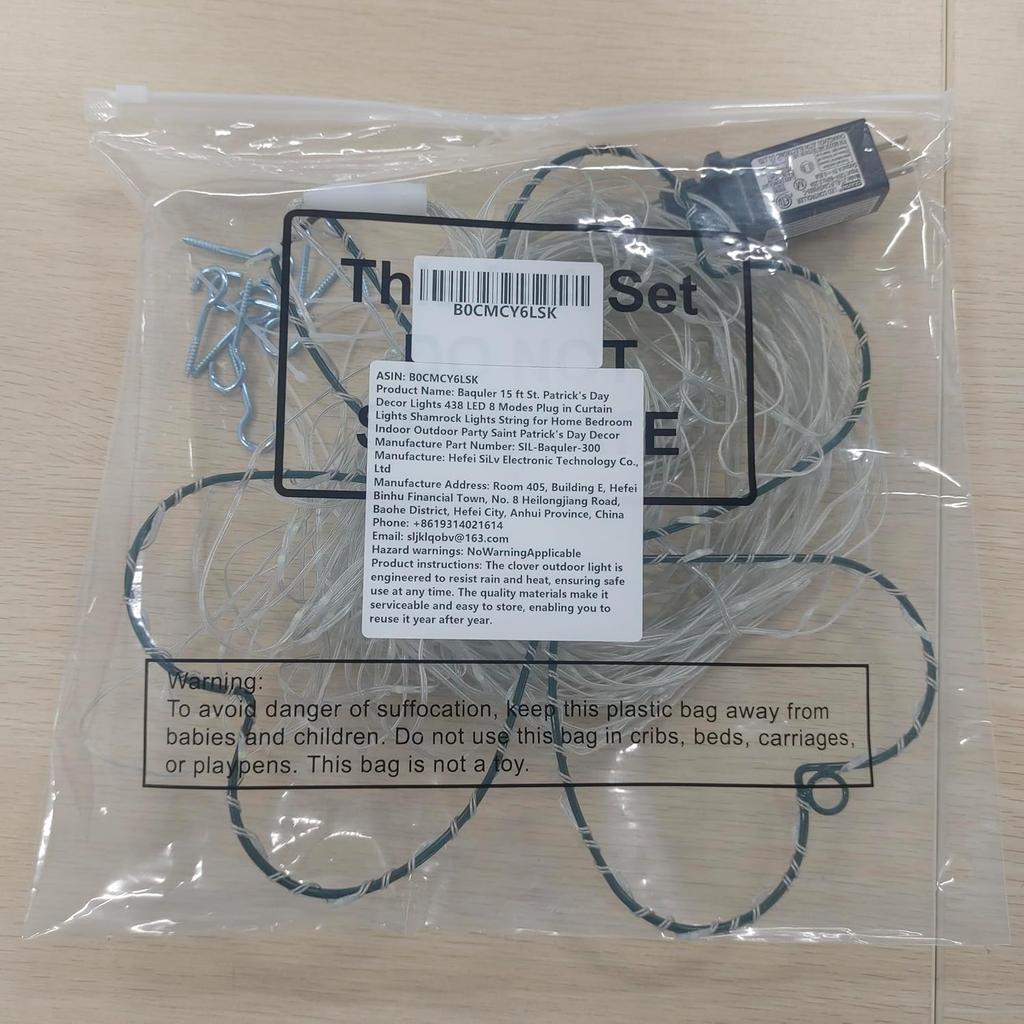 Th Set
B0CMCY6LSK
DO NOT
S E
ASIN: B0CMCY6LSK
Product Name: Baquler 15 ft St. Patrick's Day
Decor Lights 438 LED 8 Modes Plug in Curtain
Lights Shamrock Lights String for Home Bedroom
Indoor Outdoor Party Saint Patrick's Day Decor
Manufacture Part Number: SIL-Baquler-300
Manufacture: Hefei SiLv Electronic Technology Co.,
Ltd
Manufacture Address: Room 405, Building E, Hefei
Binhu Financial Town, No. 8 Heilongjiang Road,
Baohe District, Hefei City, Anhui Province, China
Phone: +8619314021614
Email: sljklqobv@163.com
Hazard warnings: NoWarningApplicable
Product instructions: The clover outdoor light is
engineered to resist rain and heat, ensuring safe
use at any time. The quality materials make it
serviceable and easy to store, enabling you to
reuse it year after year.
Warning:
To avoid danger of suffocation, keep this plastic bag away from
babies and children. Do not use this bag in cribs, beds, carriages,
or playpens. This bag is not a toy.
LED CONTROLLER